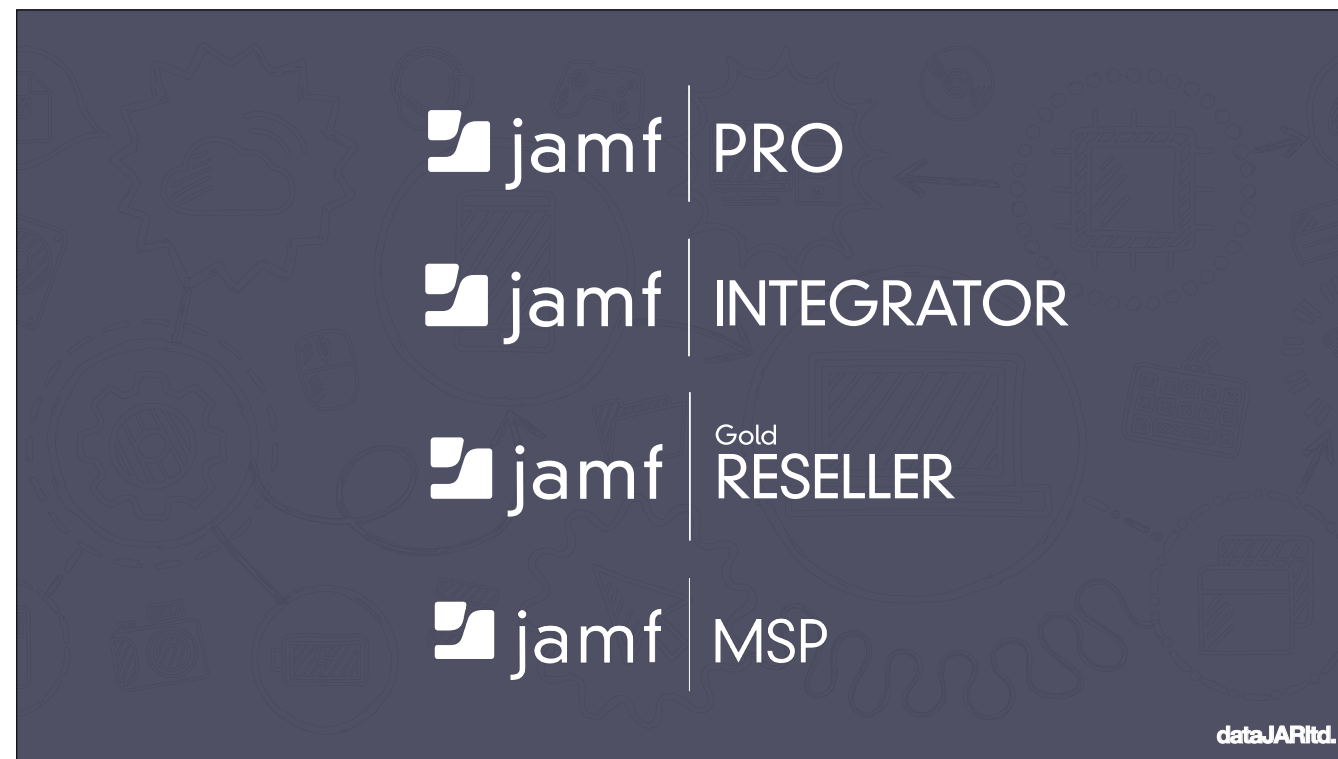 jamf PRO
jamf INTEGRATOR
Gold
jamf RESELLER
jamf MSP
dataJARltd.